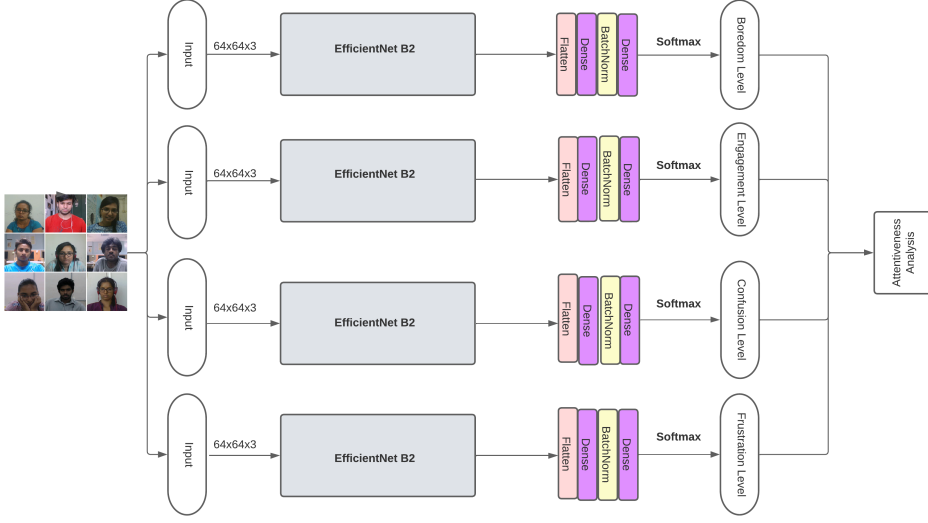 Input
64x64x3
EfficientNet B2
Flatten
Dense
BatchNorm
Dense
Softmax
Boredom Level
Input
64x64x3
EfficientNet B2
Flatten
Dense
BatchNorm
Dense
Softmax
Engagement Level
Input
64x64x3
EfficientNet B2
Flatten
Dense
BatchNorm
Dense
Softmax
Confusion Level
Input
64x64x3
EfficientNet B2
Flatten
Dense
BatchNorm
Dense
Softmax
Frustration Level
Attentiveness
Analysis